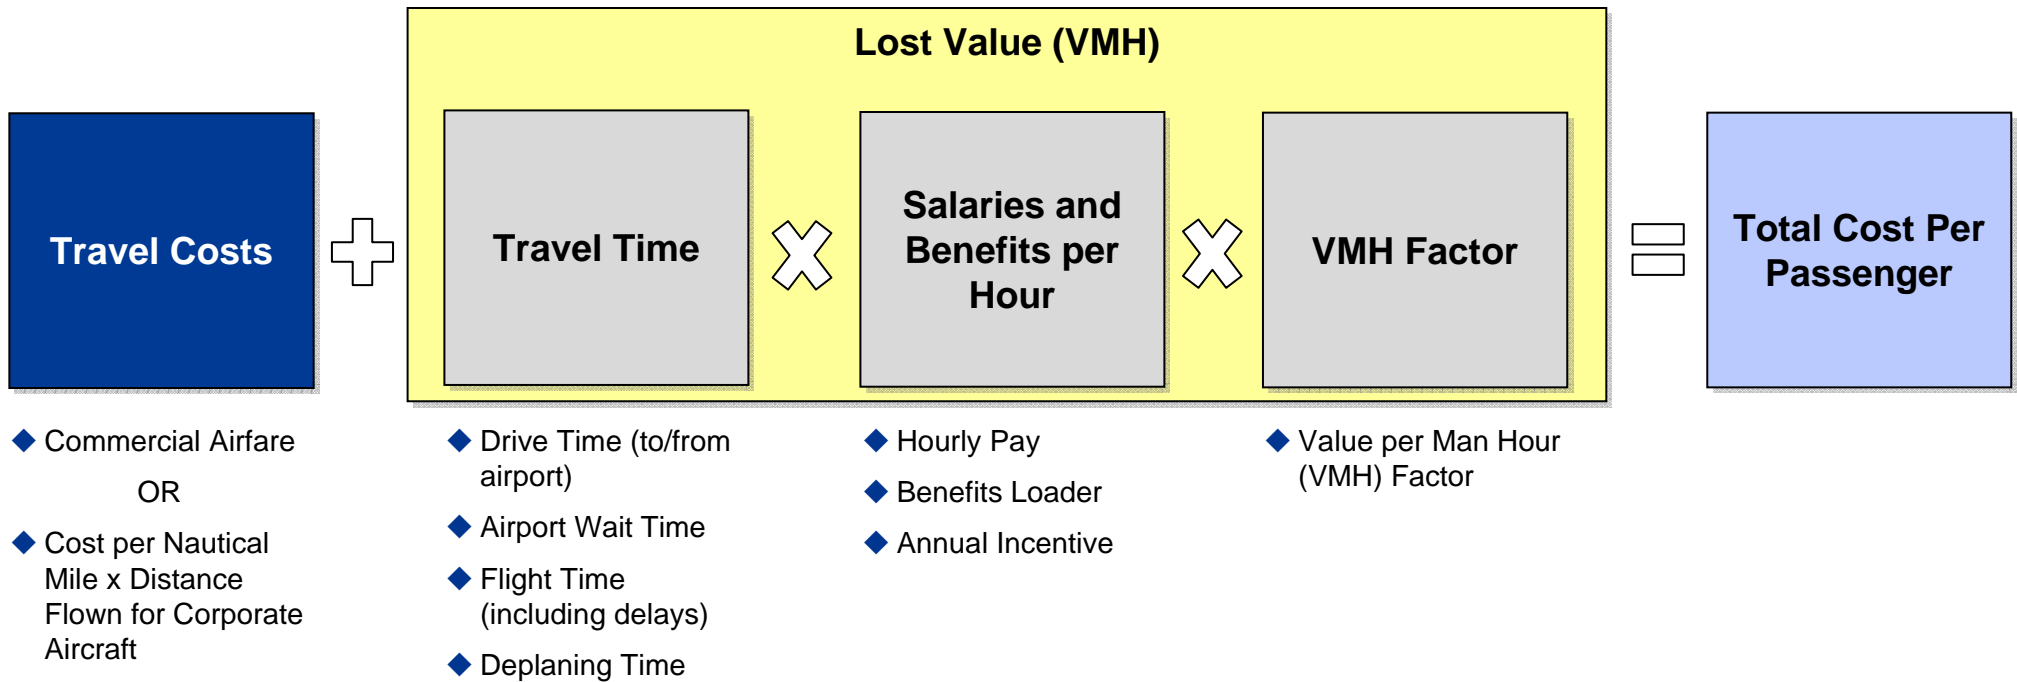 Lost Value (VMH)
Travel Costs
Travel Time
Salaries and
Benefits per
Hour
VMH Factor
Total Cost Per
Passenger
Commercial Airfare
OR
Cost per Nautical
Mile x Distance
Flown for Corporate
Aircraft
Drive Time (to/from
airport)
Airport Wait Time
Flight Time
(including delays)
Deplaning Time
Hourly Pay
Benefits Loader
Annual Incentive
Value per Man Hour
(VMH) Factor